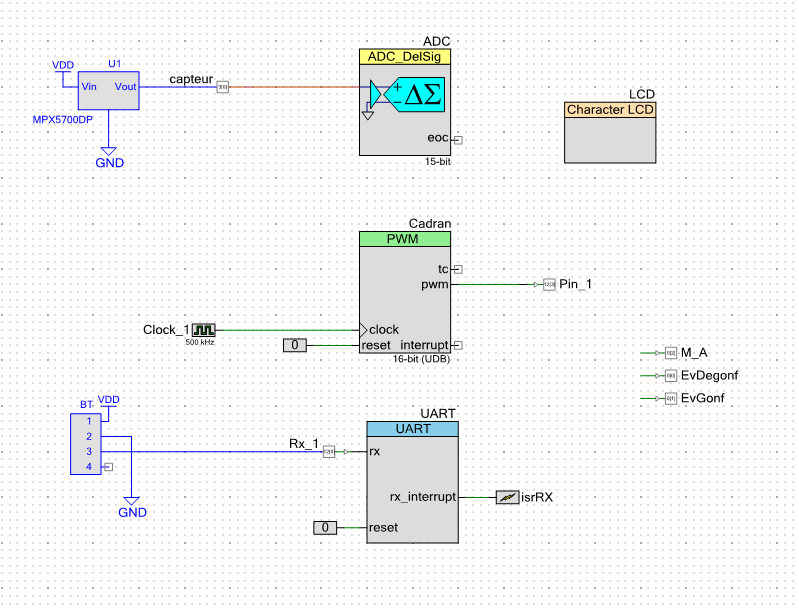 ADC
ADC_DelSig
ΔΣ
+
−
eoc
15-bit
VDD
U1
Vin
Vout
MPX5700DP
GND
capteur
LCD
Character LCD
Cadran
PWM
tc
pwm
Pin_1
Clock_1
500 kHz
clock
0
reset
interrupt
16-bit (UDB)
M_A
EvDegonf
EvGonf
BT
VDD
1
2
3
4
GND
Rx_1
UART
UART
rx
rx_interrupt
isrRX
0
reset